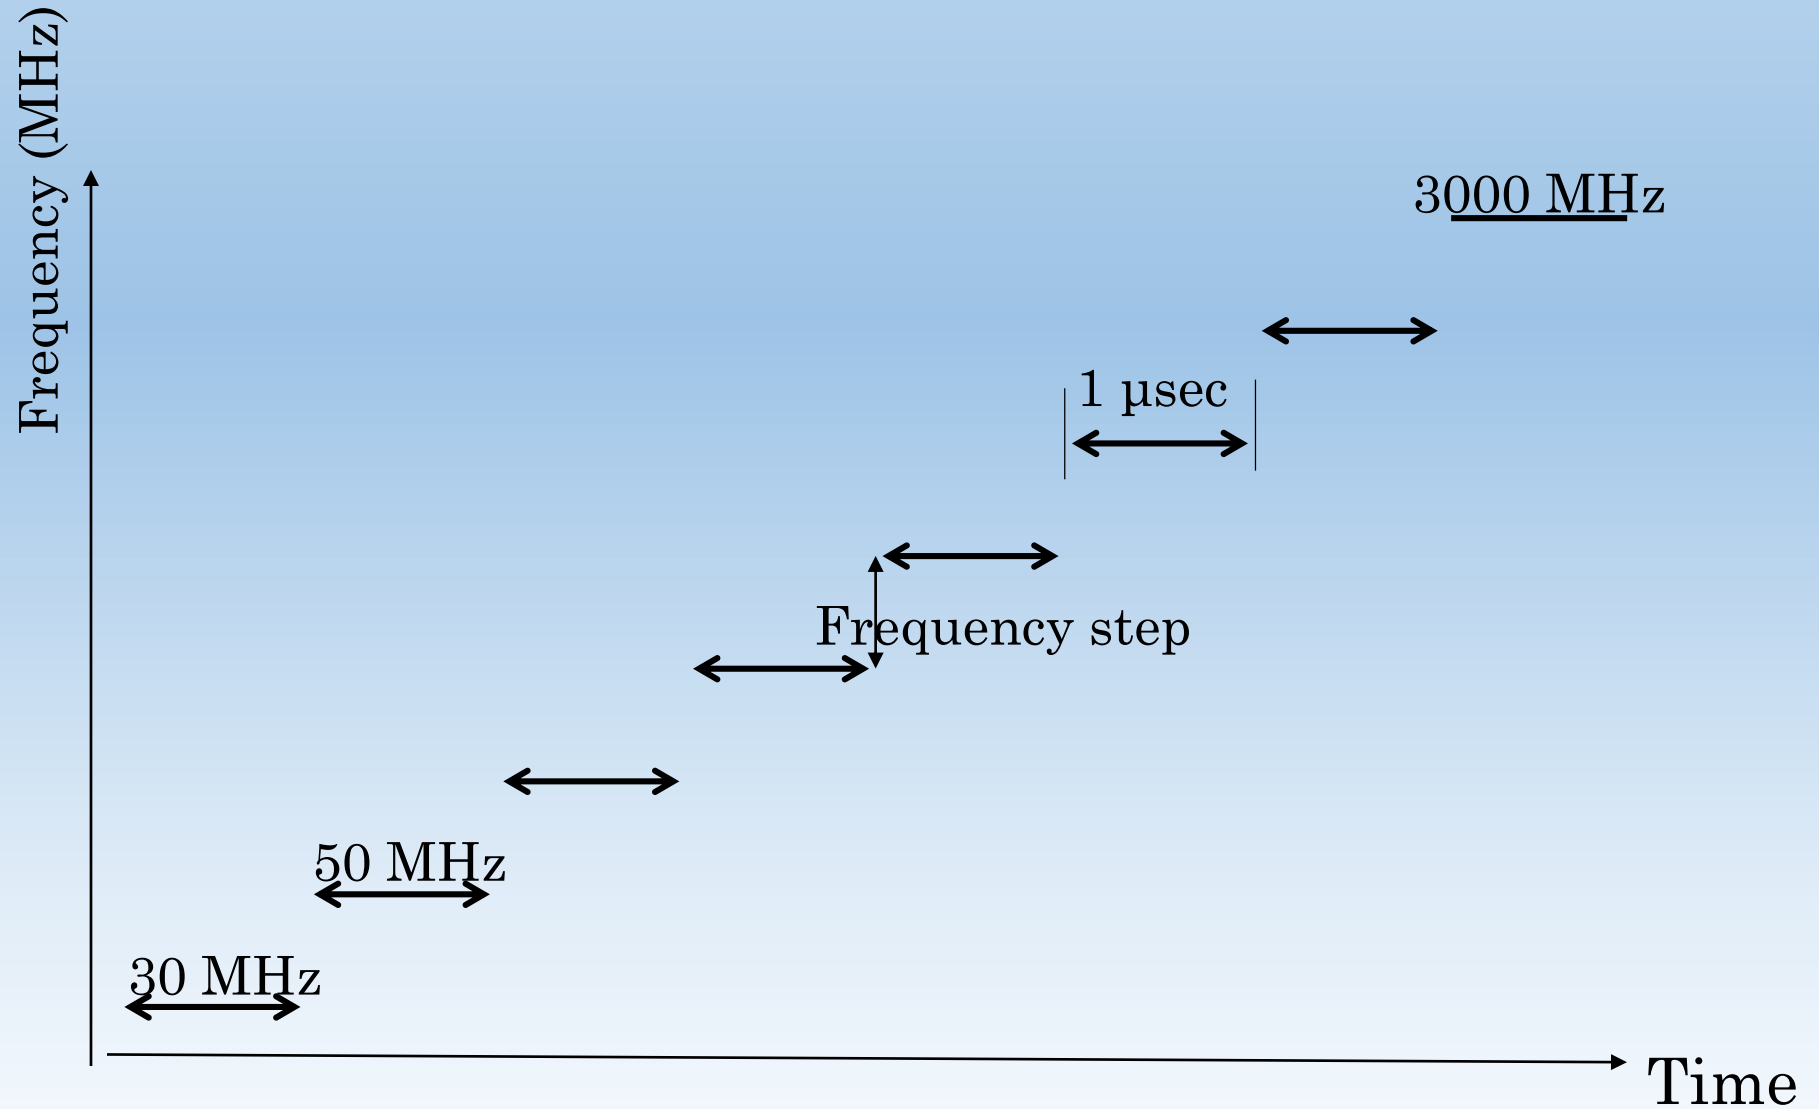 Frequency (MHz)
3000 MHz
1 µsec
Frequency step
50 MHz
30 MHz
Time